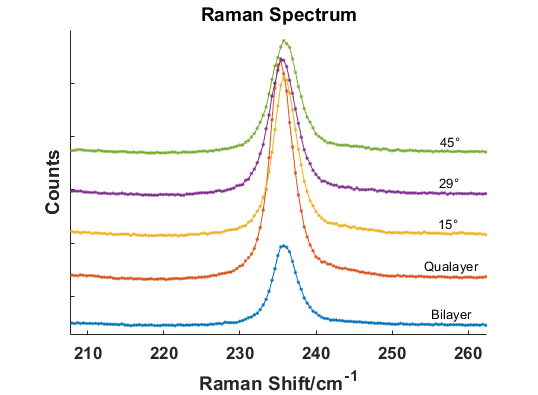 Raman Spectrum
Counts
45°
29°
15°
Qualayer
Bilayer
210 220 230 240 250 260
Raman Shift/cm⁻¹